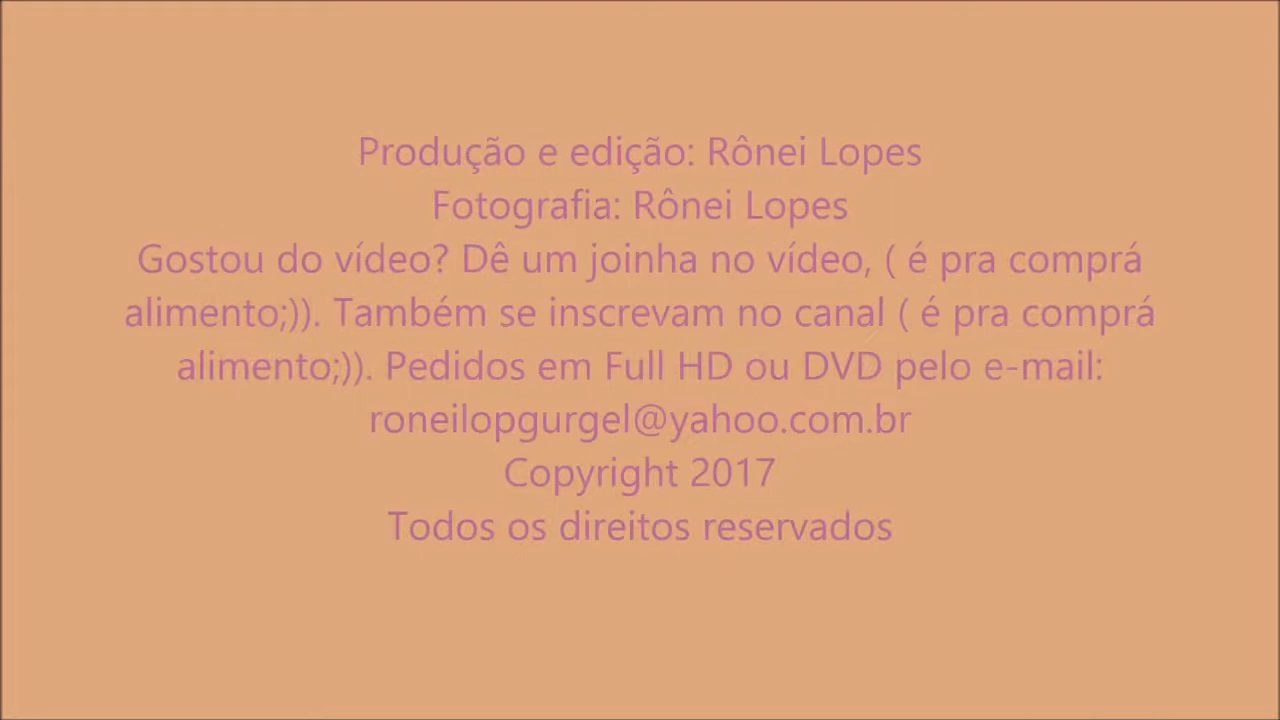 Produção e edição: Rônei Lopes
Fotografia: Rônei Lopes
Gostou do vídeo? Dê um joinha no vídeo, ( é pra comprá
alimento;)). Também se inscrevam no canal ( é pra comprá
alimento;)). Pedidos em Full HD ou DVD pelo e-mail:
roneilopgurgel@yahoo.com.br
Copyright 2017
Todos os direitos reservados